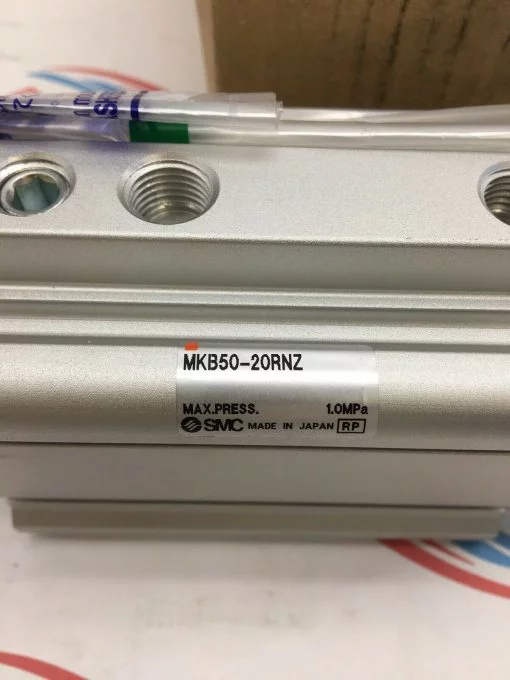 MKB50-20RNZ
MAX.PRESS. 1.0MPa
SMC MADE IN JAPAN RP